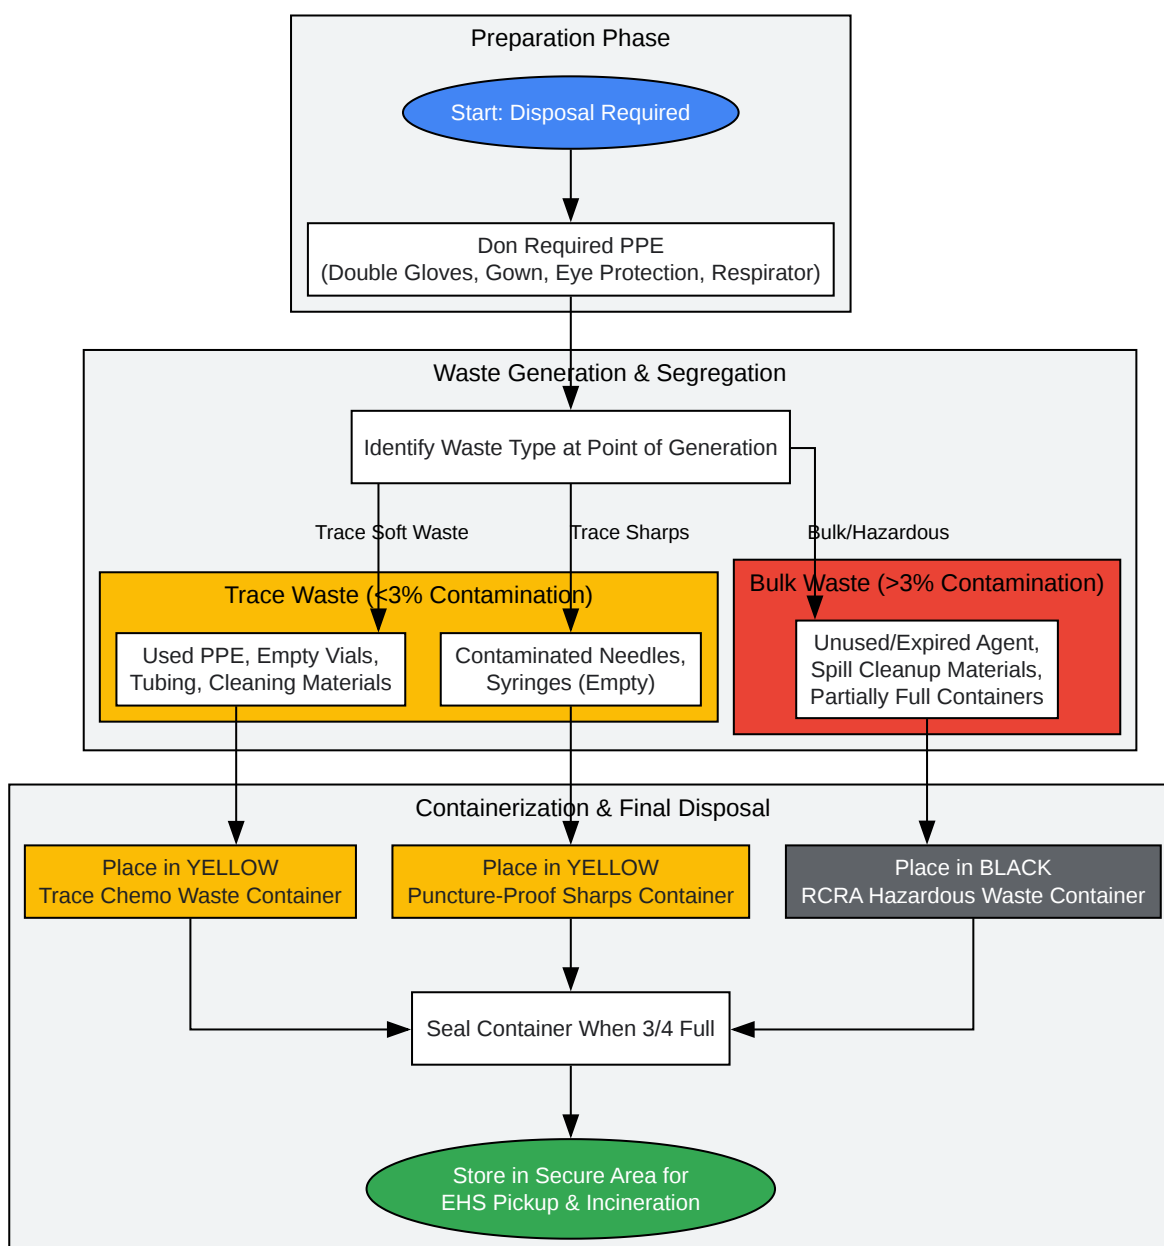 Preparation Phase
Start: Disposal Required
Don Required PPE
(Double Gloves, Gown, Eye Protection, Respirator)
Waste Generation & Segregation
Identify Waste Type at Point of Generation
Trace Soft Waste
Trace Sharps
Bulk/Hazardous
Trace Waste (<3% Contamination)
Used PPE, Empty Vials,
Tubing, Cleaning Materials
Contaminated Needles,
Syringes (Empty)
Bulk Waste (>3% Contamination)
Unused/Expired Agent,
Spill Cleanup Materials,
Partially Full Containers
Containerization & Final Disposal
Place in YELLOW
Trace Chemo Waste Container
Place in YELLOW
Puncture-Proof Sharps Container
Place in BLACK
RCRA Hazardous Waste Container
Seal Container When 3/4 Full
Store in Secure Area for
EHS Pickup & Incineration